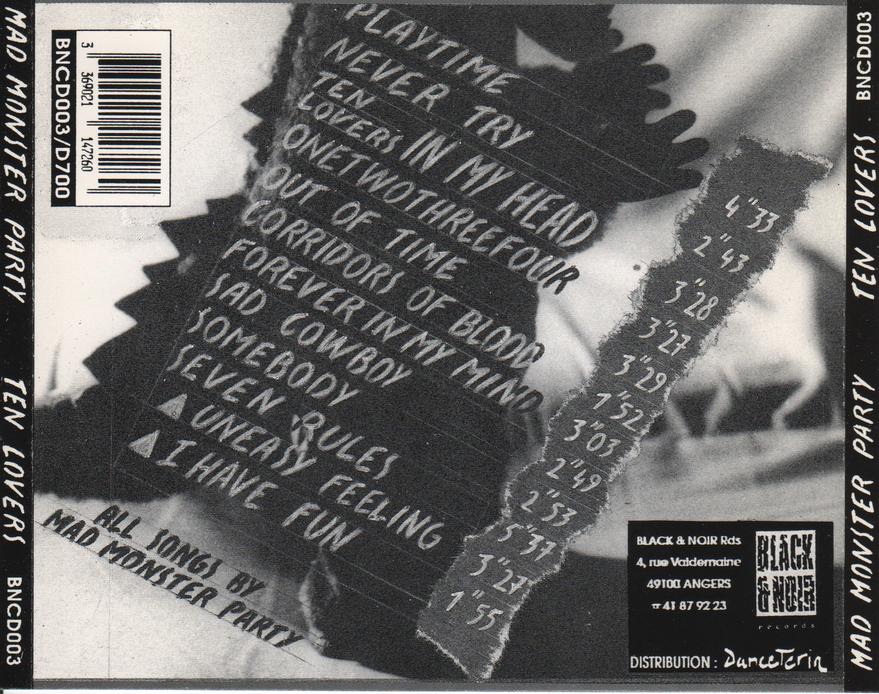 MAD MONSTER PARTY TEN LOVERS BNCD003
BNCD003/D700
3 369021 147260
PLAYTIME
NEVER TRY
TEN LOVERS IN MY HEAD
ONETWOTHREEFOUR
OUT OF TIME
CORRIDORS OF BLOOD
FOREVER IN MY MIND
SAD COWBOY
SOMEBODY
SEVEN RULES
UNEASY FEELING
I HAVE FUN
4"33
2"43
3"28
3"27
3"29
1"52
3"03
2"49
2"53
5"37
3"27
1"55
ALL SONGS BY
MAD MONSTER PARTY
BLACK & NOIR Rds
4, rue Valdemaine
49100 ANGERS
☎ 41 87 92 23
BLACK
& NOIR
records
DISTRIBUTION : Danceteria
MAD MONSTER PARTY TEN LOVERS . BNCD003